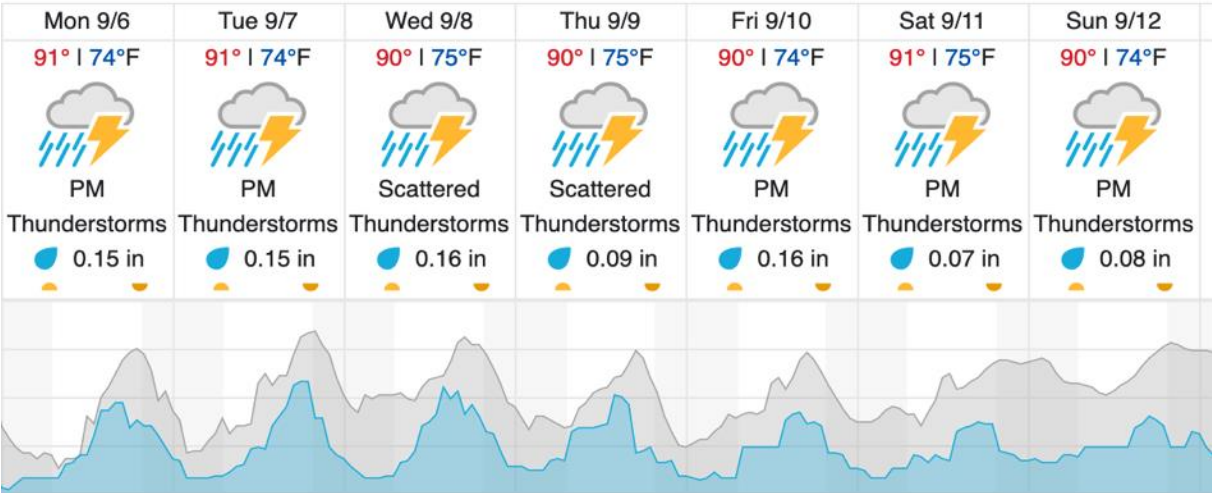 Mon 9/6 Tue 9/7 Wed 9/8 Thu 9/9 Fri 9/10 Sat 9/11 Sun 9/12
91° | 74°F 91° | 74°F 90° | 75°F 90° | 75°F 90° | 74°F 91° | 75°F 90° | 74°F
PM PM Scattered Scattered PM PM PM
Thunderstorms Thunderstorms Thunderstorms Thunderstorms Thunderstorms Thunderstorms Thunderstorms
0.15 in 0.15 in 0.16 in 0.09 in 0.16 in 0.07 in 0.08 in